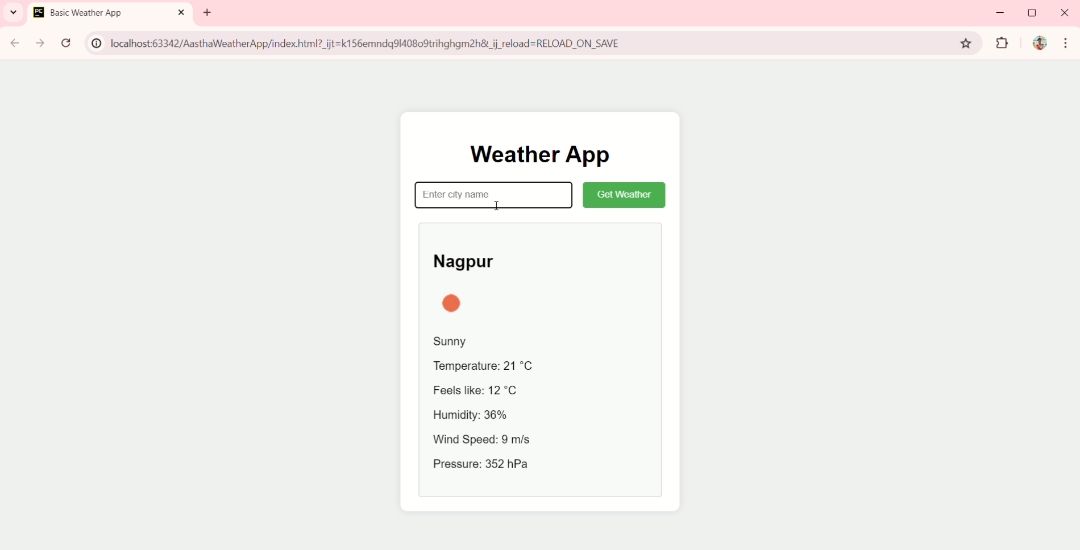 PC Basic Weather App
localhost:63342/AasthaWeatherApp/index.html?_ijt=k156emndq9l408o9trihghgm2h&_ij_reload=RELOAD_ON_SAVE
Weather App
Enter city name Get Weather
Nagpur
Sunny
Temperature: 21 °C
Feels like: 12 °C
Humidity: 36%
Wind Speed: 9 m/s
Pressure: 352 hPa